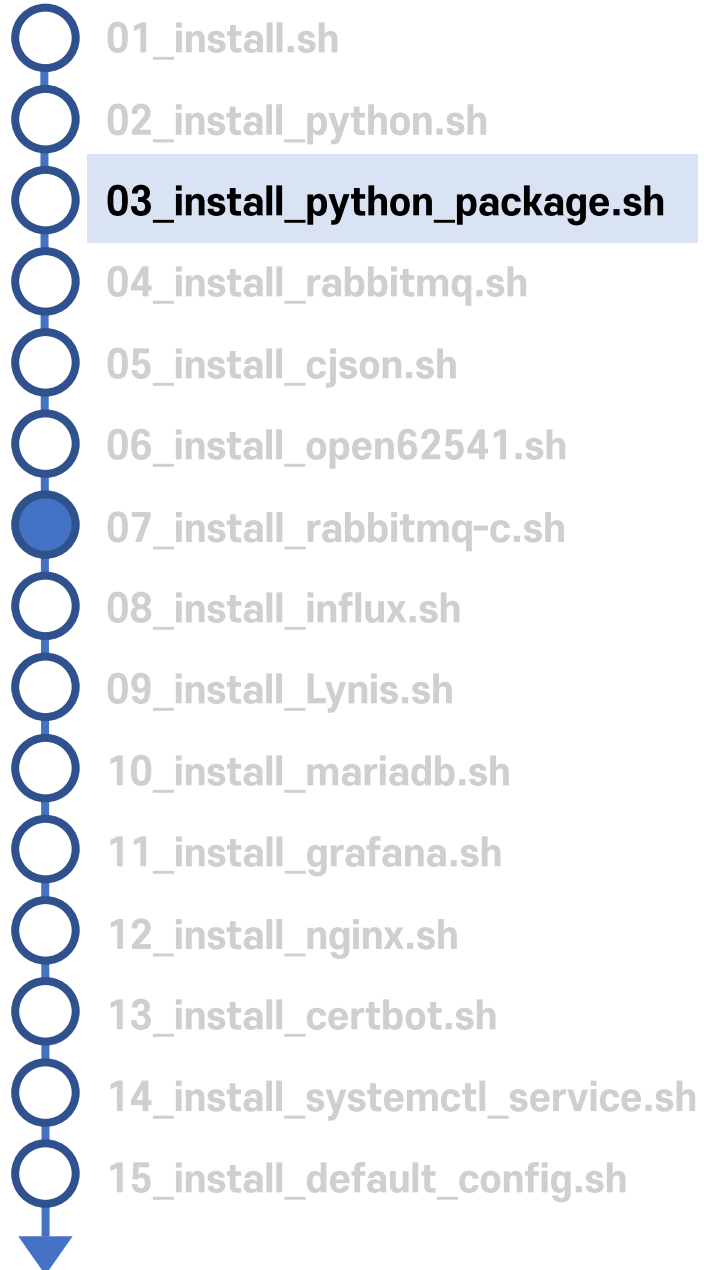 01_install.sh
02_install_python.sh
03_install_python_package.sh
04_install_rabbitmq.sh
05_install_cjson.sh
06_install_open62541.sh
07_install_rabbitmq-c.sh
08_install_influx.sh
09_install_Lynis.sh
10_install_mariadb.sh
11_install_grafana.sh
12_install_nginx.sh
13_install_certbot.sh
14_install_systemctl_service.sh
15_install_default_config.sh